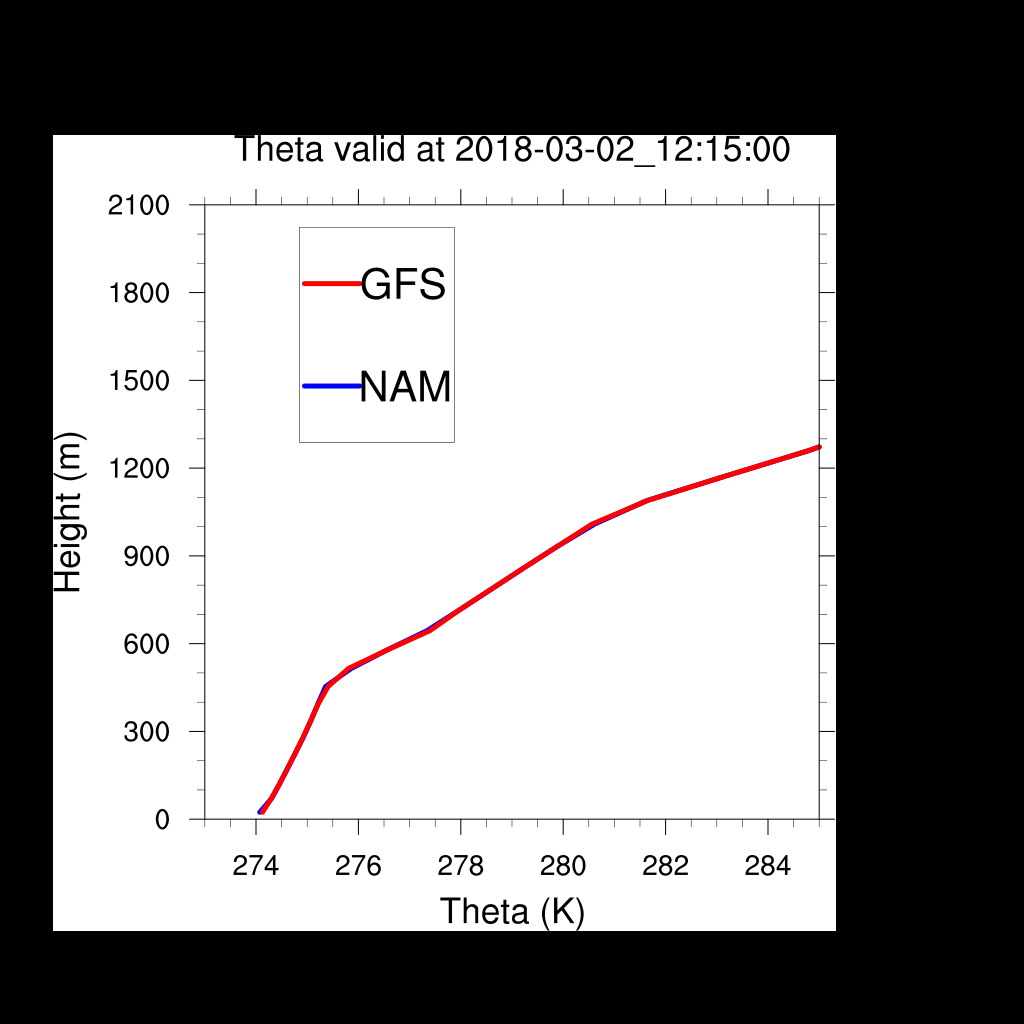 Theta valid at 2018-03-02_12:15:00
2100
1800
1500
1200
900
600
300
0
GFS
NAM
Height (m)
274 276 278 280 282 284
Theta (K)